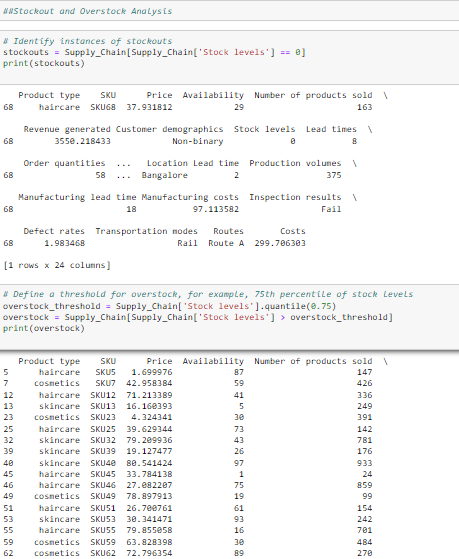 ##Stockout and Overstock Analysis
# Identify instances of stockouts
stockouts = Supply_Chain[Supply_Chain['Stock levels'] == 0]
print(stockouts)
Product type SKU Price Availability Number of products sold \
68 haircare SKU68 37.931812 29 163
Revenue generated Customer demographics Stock levels Lead times \
68 3550.218433 Non-binary 0 8
Order quantities ... Location Lead time Production volumes \
68 58 ... Bangalore 2 375
Manufacturing lead time Manufacturing costs Inspection results \
68 18 97.113582 Fail
Defect rates Transportation modes Routes Costs
68 1.983468 Rail Route A 299.706303
[1 rows x 24 columns]
# Define a threshold for overstock, for example, 75th percentile of stock levels
overstock_threshold = Supply_Chain['Stock levels'].quantile(0.75)
overstock = Supply_Chain[Supply_Chain['Stock levels'] > overstock_threshold]
print(overstock)
Product type SKU Price Availability Number of products sold \
5 haircare SKU5 1.699976 87 147
7 cosmetics SKU7 42.958384 59 426
12 haircare SKU12 71.213389 41 336
13 skincare SKU13 16.160393 5 249
23 cosmetics SKU23 4.324341 30 391
25 haircare SKU25 39.629344 73 142
32 skincare SKU32 79.209936 43 781
39 skincare SKU39 19.127477 26 176
40 skincare SKU40 80.541424 97 933
45 haircare SKU45 33.784138 1 24
46 haircare SKU46 27.082207 75 859
49 cosmetics SKU49 78.897913 19 99
51 haircare SKU51 26.700761 61 154
53 skincare SKU53 30.341471 93 242
55 haircare SKU55 79.855058 16 701
59 cosmetics SKU59 63.828398 30 484
62 cosmetics SKU62 72.796354 89 270